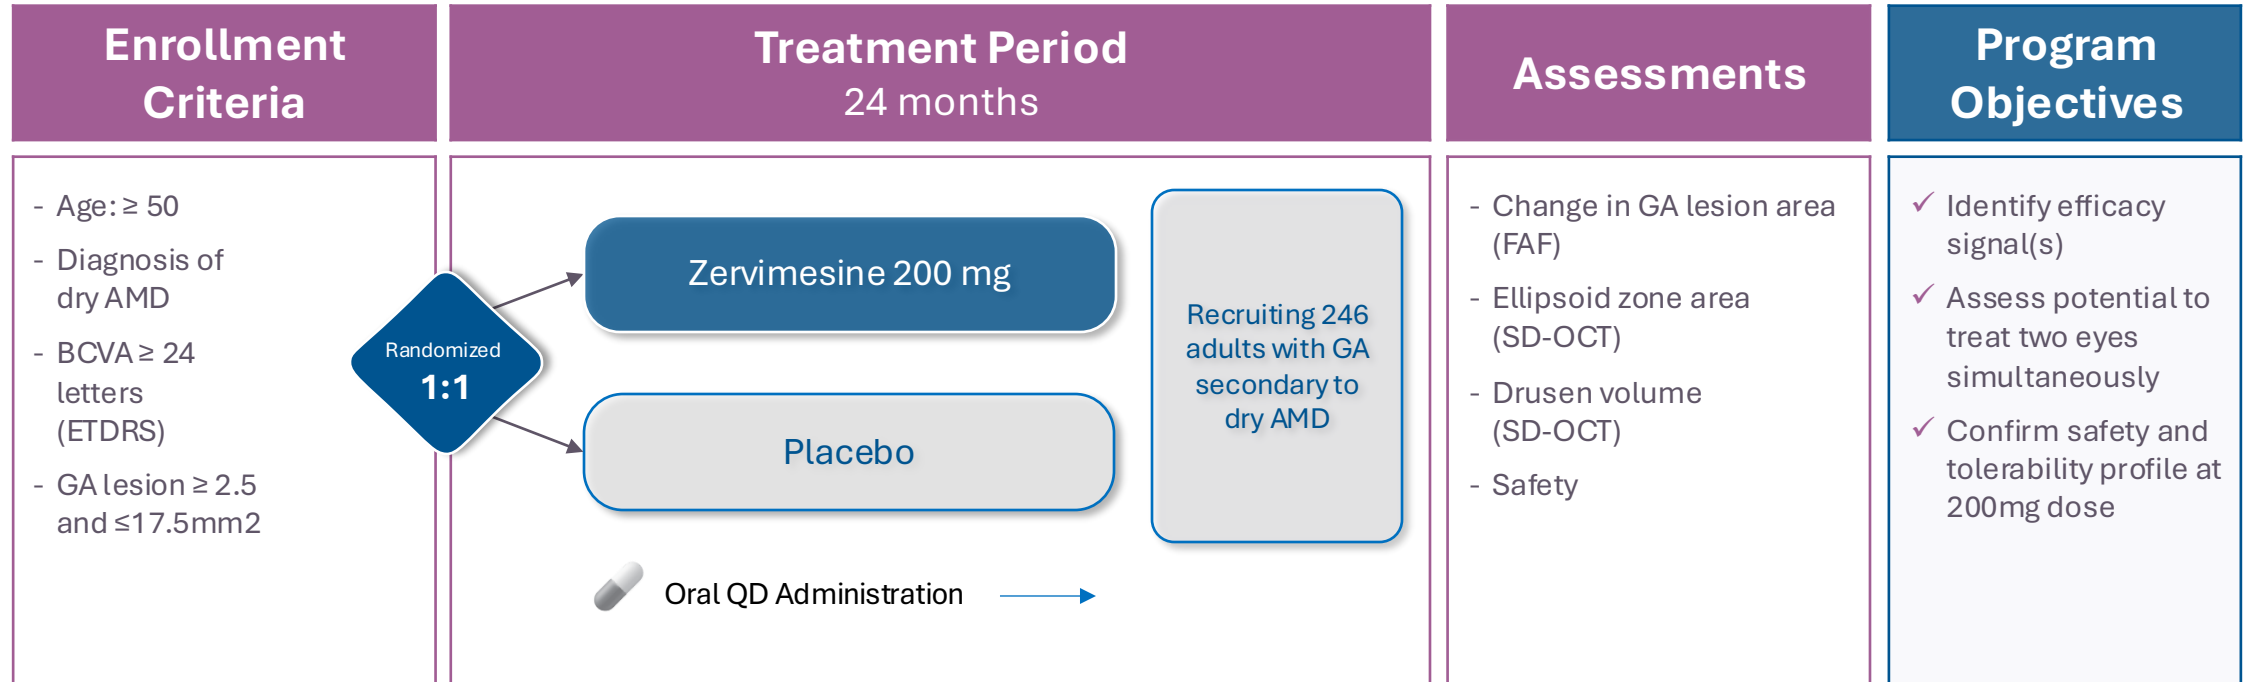 Enrollment
Criteria
Treatment Period
24 months
Assessments
Program
Objectives
- Age: ≥ 50
- Diagnosis of
dry AMD
- BCVA ≥ 24
letters
(ETDRS)
- GA lesion ≥ 2.5
and ≤17.5mm2
Randomized
1:1
Zervimesine 200 mg
Placebo
Oral QD Administration
Recruiting 246
adults with GA
secondary to
dry AMD
- Change in GA lesion area
(FAF)
- Ellipsoid zone area
(SD-OCT)
- Drusen volume
(SD-OCT)
- Safety
✓ Identify efficacy
signal(s)
✓ Assess potential to
treat two eyes
simultaneously
✓ Confirm safety and
tolerability profile at
200mg dose